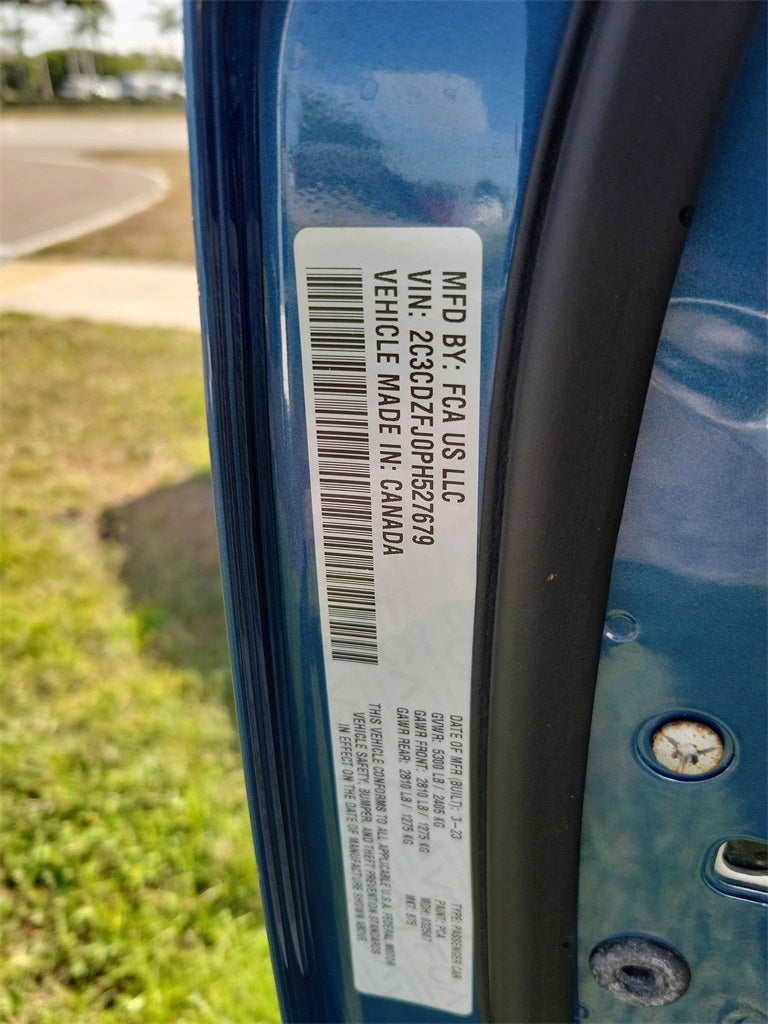 MFD BY: FCA US LLC
VIN: 2C3CDZFJ0PH527679
VEHICLE MADE IN: CANADA
DATE OF MFR (BUILT): 3-23
GVWR: 5300 LB / 2405 KG
GAWR FRONT: 2810 LB / 1275 KG
GAWR REAR: 2810 LB / 1275 KG
TYPE: PASSENGER CAR
PAINT: PQA
MDH: 032507
THIS VEHICLE CONFORMS TO ALL APPLICABLE U.S.A. FEDERAL MOTOR
VEHICLE SAFETY, BUMPER, AND THEFT PREVENTION STANDARDS
IN EFFECT ON THE DATE OF MANUFACTURE SHOWN ABOVE.